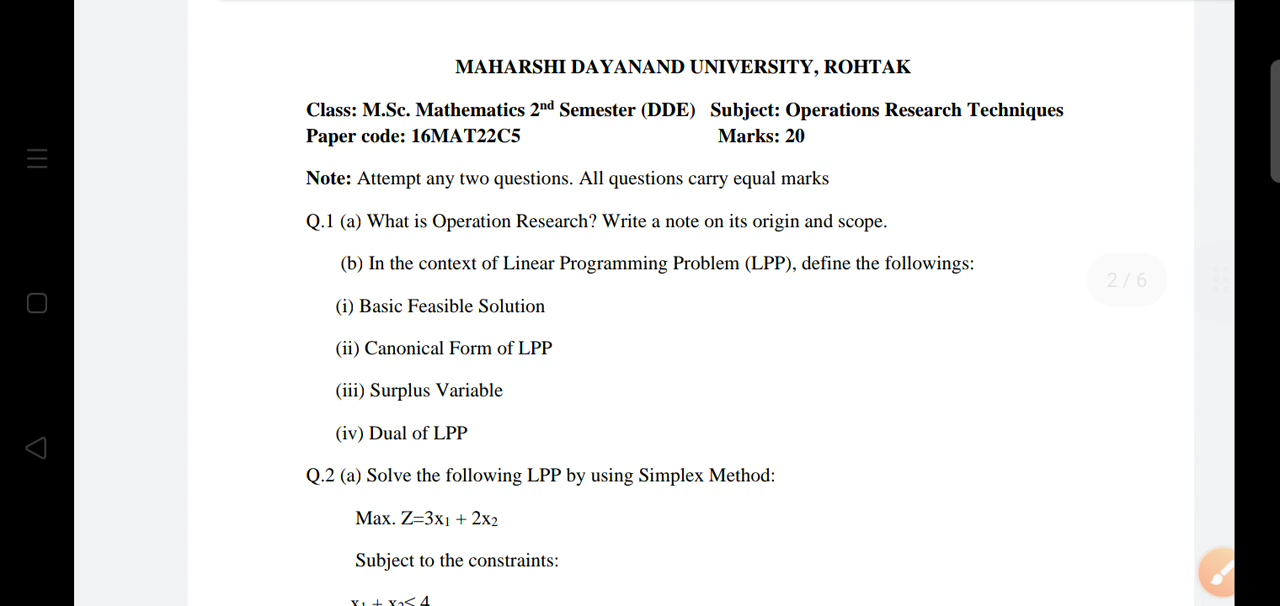 MAHARSHI DAYANAND UNIVERSITY, ROHTAK
Class: M.Sc. Mathematics 2nd Semester (DDE) Subject: Operations Research Techniques
Paper code: 16MAT22C5 Marks: 20
Note: Attempt any two questions. All questions carry equal marks
Q.1 (a) What is Operation Research? Write a note on its origin and scope.
(b) In the context of Linear Programming Problem (LPP), define the followings:
2 / 6
(i) Basic Feasible Solution
(ii) Canonical Form of LPP
(iii) Surplus Variable
(iv) Dual of LPP
Q.2 (a) Solve the following LPP by using Simplex Method:
Max. Z=3x₁ + 2x₂
Subject to the constraints:
x₁ + x₂≤ 4